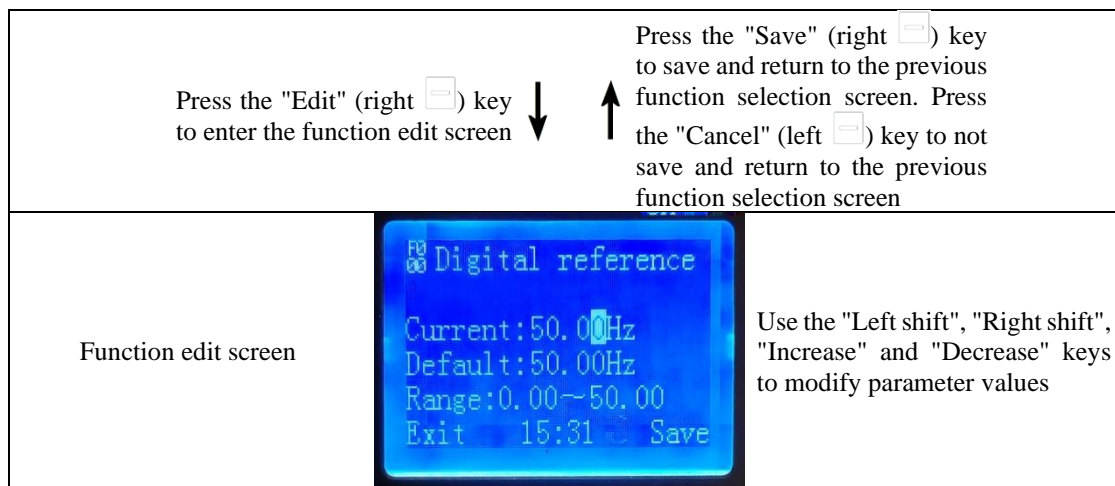 Press the "Edit" (right ) key
to enter the function edit screen
Press the "Save" (right ) key
to save and return to the previous
function selection screen. Press
the "Cancel" (left ) key to not
save and return to the previous
function selection screen
Function edit screen
F0
00 Digital reference
Current:50.00Hz
Default:50.00Hz
Range:0.00~50.00
Exit 15:31 Save
Use the "Left shift", "Right shift",
"Increase" and "Decrease" keys
to modify parameter values